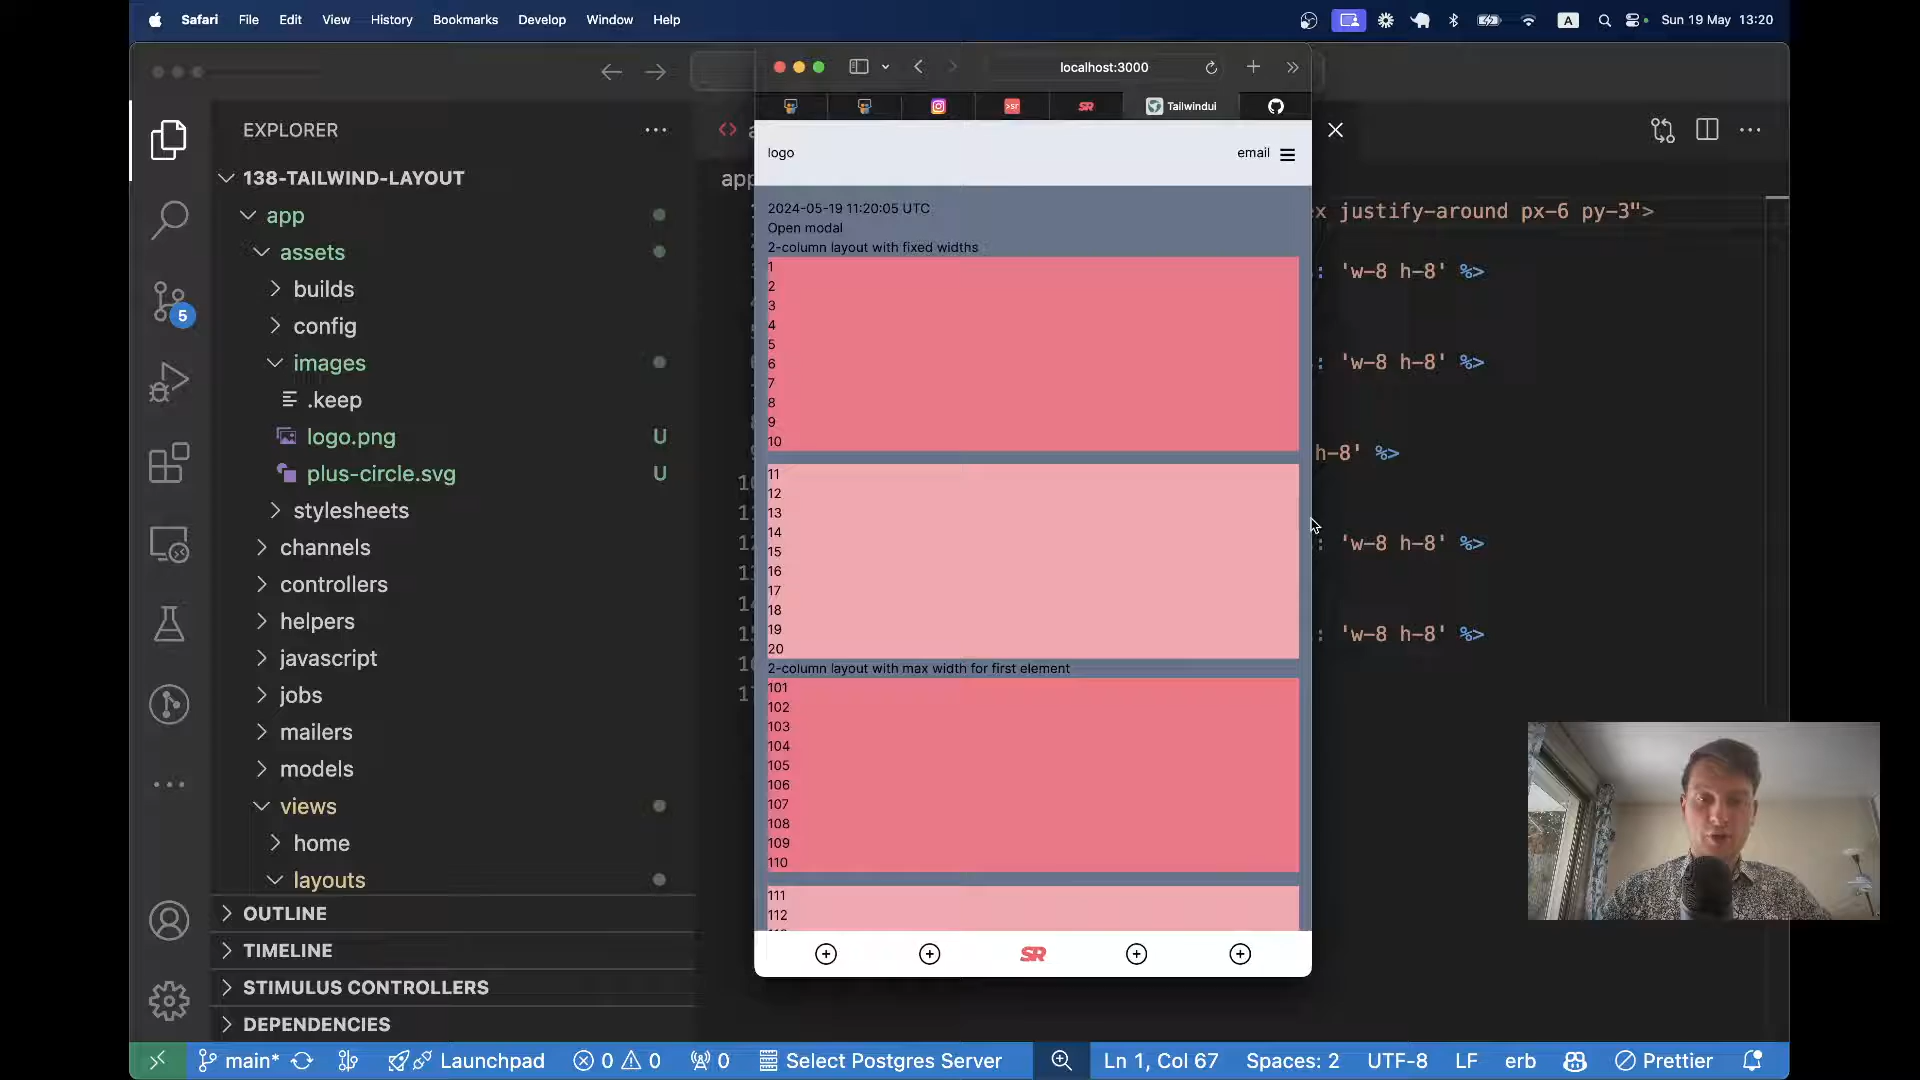 Safari File Edit View History Bookmarks Develop Window Help
A Sun 19 May 13:20
localhost:3000
>sr SR Tailwindui
EXPLORER
138-TAILWIND-LAYOUT
app
assets
builds
config
images
.keep
logo.png U
plus-circle.svg U
stylesheets
channels
controllers
helpers
javascript
jobs
mailers
models
views
home
layouts
OUTLINE
TIMELINE
STIMULUS CONTROLLERS
DEPENDENCIES
5
app
logo
email
2024-05-19 11:20:05 UTC
Open modal
2-column layout with fixed widths
1
2
3
4
5
6
7
8
9
10
11
12
13
14
15
16
17
18
19
20
2-column layout with max width for first element
101
102
103
104
105
106
107
108
109
110
111
112
SR
justify-around px-6 py-3">
: 'w-8 h-8' %>
: 'w-8 h-8' %>
h-8' %>
: 'w-8 h-8' %>
: 'w-8 h-8' %>
main* Launchpad 0 0 0 Select Postgres Server Ln 1, Col 67 Spaces: 2 UTF-8 LF erb Prettier